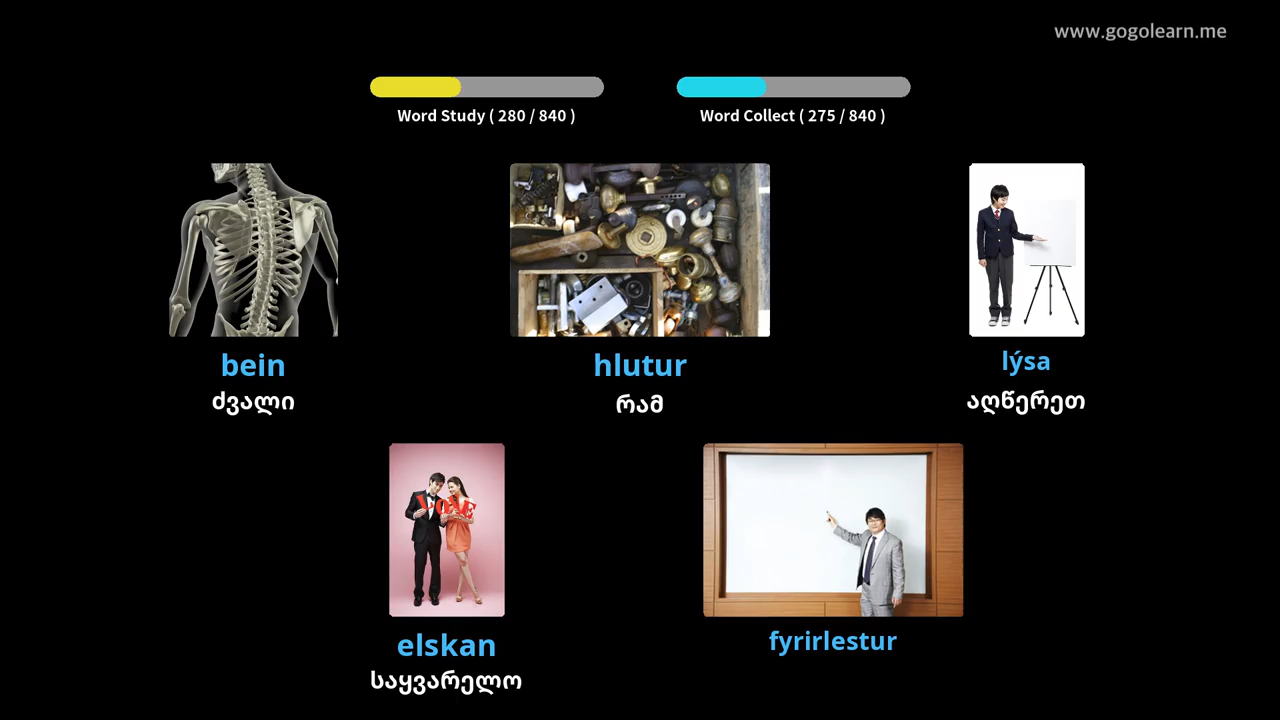 www.gogolearn.me
Word Study ( 280 / 840 )
Word Collect ( 275 / 840 )
bein
ძვალი
hlutur
რამ
lýsa
აღწერეთ
elskan
საყვარელო
fyrirlestur